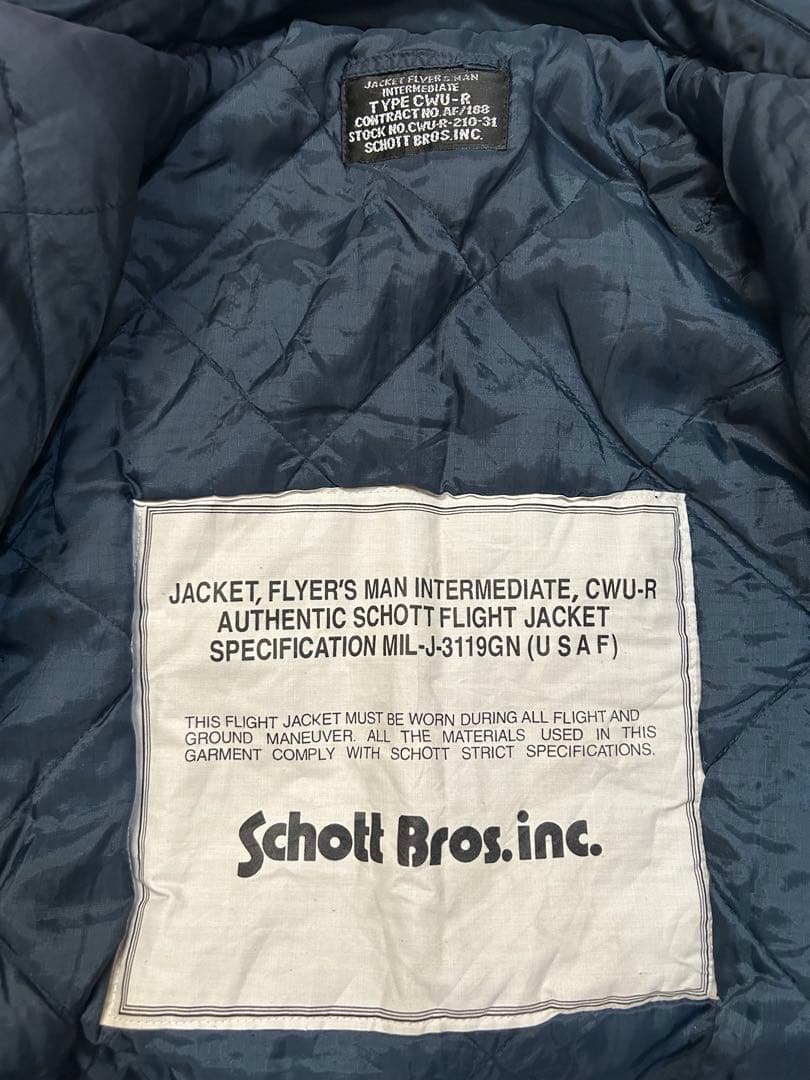 JACKET FLYER'S MAN
INTERMEDIATE
TYPE CWU-R
CONTRACT NO. AF/188
STOCK NO. CWU-R-210-31
SCHOTT BROS. INC.
JACKET, FLYER'S MAN INTERMEDIATE, CWU-R
AUTHENTIC SCHOTT FLIGHT JACKET
SPECIFICATION MIL-J-3119GN (U S A F)
THIS FLIGHT JACKET MUST BE WORN DURING ALL FLIGHT AND
GROUND MANEUVER. ALL THE MATERIALS USED IN THIS
GARMENT COMPLY WITH SCHOTT STRICT SPECIFICATIONS.
Schott Bros.inc.